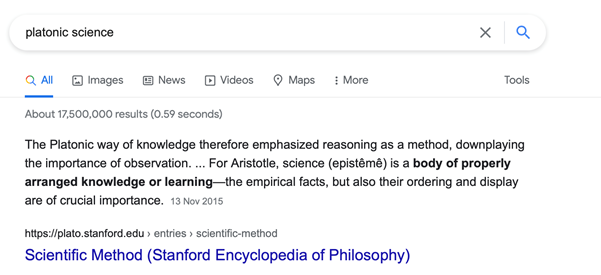 platonic science
All Images News Videos Maps More Tools
About 17,500,000 results (0.59 seconds)
The Platonic way of knowledge therefore emphasized reasoning as a method, downplaying
the importance of observation. ... For Aristotle, science (epistêmê) is a body of properly
arranged knowledge or learning—the empirical facts, but also their ordering and display
are of crucial importance. 13 Nov 2015
https://plato.stanford.edu › entries › scientific-method
Scientific Method (Stanford Encyclopedia of Philosophy)